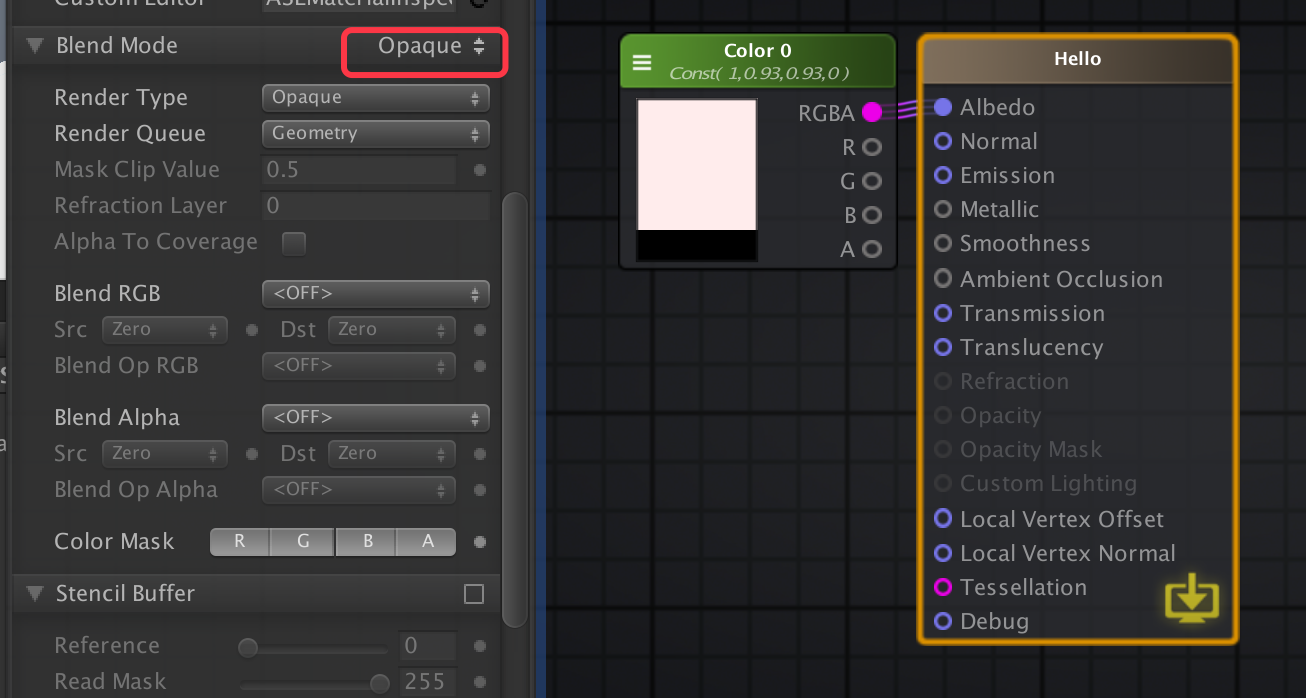 Custom Editor ASEMaterialInspe
Blend Mode Opaque
Render Type Opaque
Render Queue Geometry
Mask Clip Value 0.5
Refraction Layer 0
Alpha To Coverage
Blend RGB <OFF>
Src Zero Dst Zero
Blend Op RGB <OFF>
Blend Alpha <OFF>
Src Zero Dst Zero
Blend Op Alpha <OFF>
Color Mask R G B A
Stencil Buffer
Reference 0
Read Mask 255
Color 0
Const( 1,0.93,0.93,0 )
RGBA
R
G
B
A
Hello
Albedo
Normal
Emission
Metallic
Smoothness
Ambient Occlusion
Transmission
Translucency
Refraction
Opacity
Opacity Mask
Custom Lighting
Local Vertex Offset
Local Vertex Normal
Tessellation
Debug